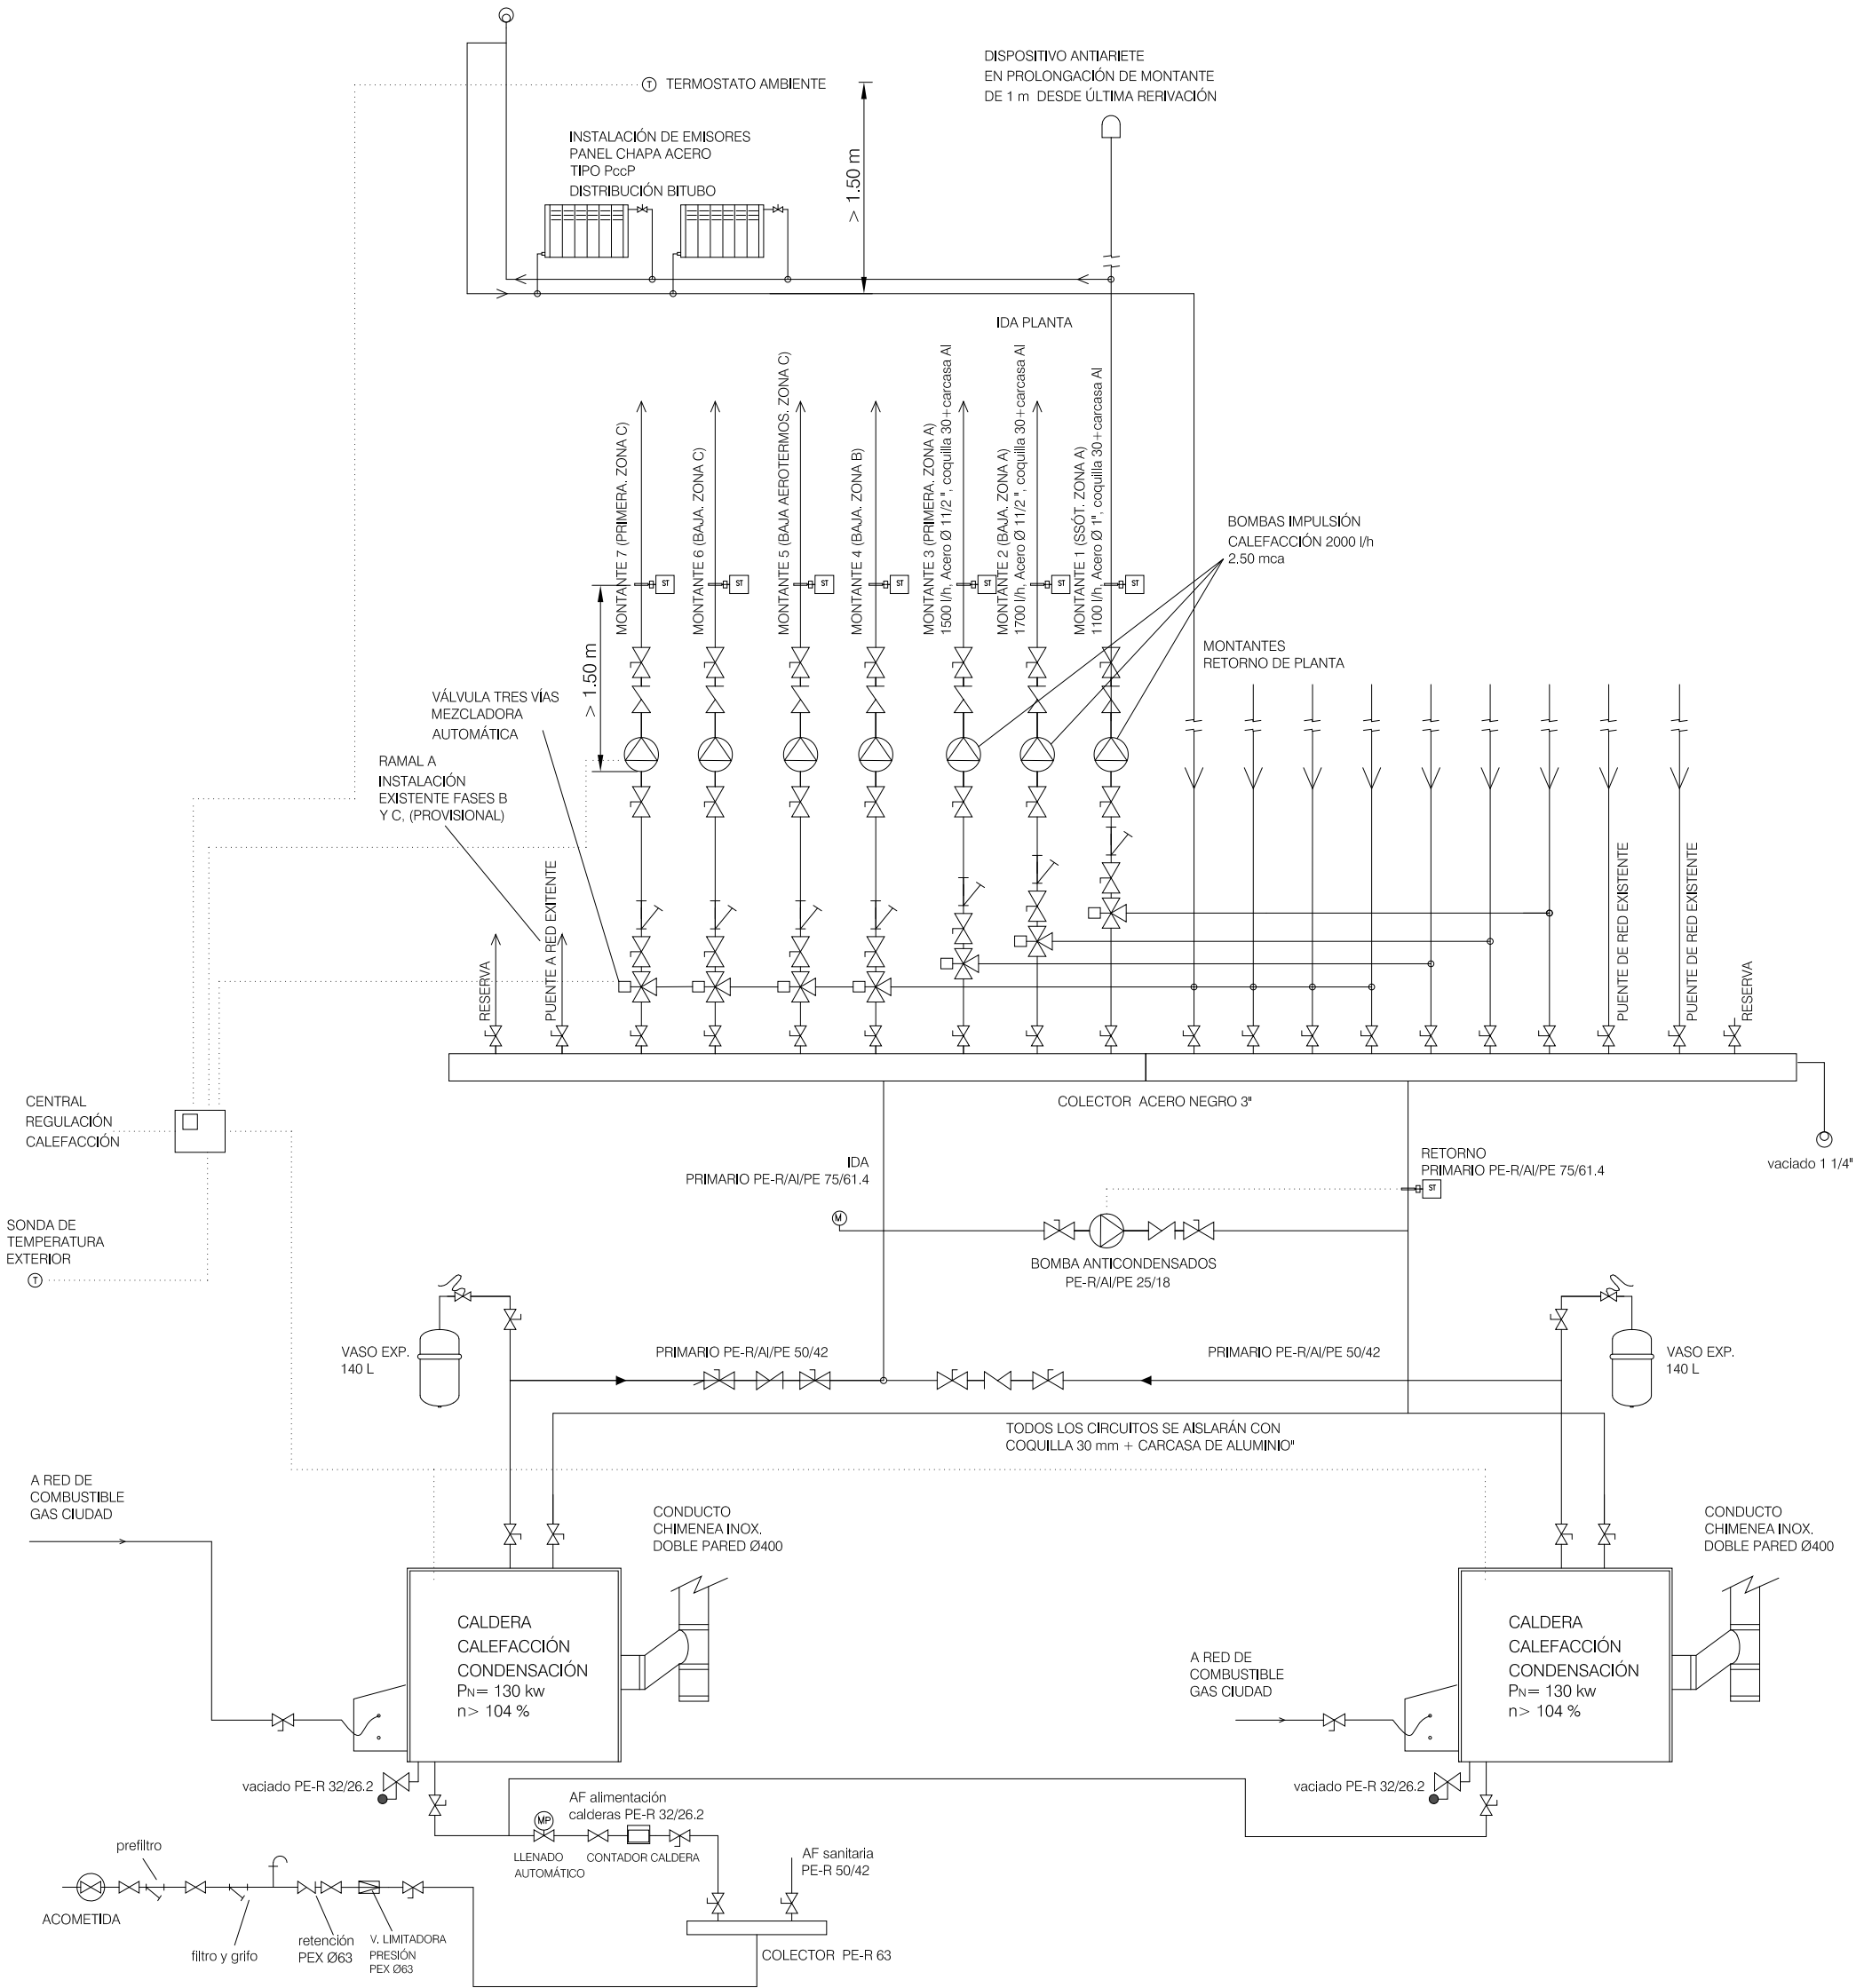 DISPOSITIVO ANTIARIETE
EN PROLONGACIÓN DE MONTANTE
DE 1 m DESDE ÚLTIMA RERIVACIÓN
T
TERMOSTATO AMBIENTE
INSTALACIÓN DE EMISORES
PANEL CHAPA ACERO
TIPO PccP
DISTRIBUCIÓN BITUBO
> 1.50 m
IDA PLANTA
MONTANTE 7 (PRIMERA. ZONA C)
MONTANTE 6 (BAJA. ZONA C)
MONTANTE 5 (BAJA AEROTERMOS. ZONA C)
MONTANTE 4 (BAJA. ZONA B)
MONTANTE 3 (PRIMERA. ZONA A)
1500 l/h, Acero Ø 11/2 ", coquilla 30+carcasa Al
MONTANTE 2 (BAJA. ZONA A)
1700 l/h, Acero Ø 11/2 ", coquilla 30+carcasa Al
MONTANTE 1 (SSÓT. ZONA A)
1100 l/h, Acero Ø 1", coquilla 30+carcasa Al
BOMBAS IMPULSIÓN
CALEFACCIÓN 2000 l/h
2.50 mca
ST
ST
ST
ST
ST
ST
ST
> 1.50 m
MONTANTES
RETORNO DE PLANTA
VÁLVULA TRES VÍAS
MEZCLADORA
AUTOMÁTICA
RAMAL A
INSTALACIÓN
EXISTENTE FASES B
Y C, (PROVISIONAL)
RESERVA
PUENTE A RED EXITENTE
PUENTE DE RED EXISTENTE
PUENTE DE RED EXISTENTE
RESERVA
CENTRAL
REGULACIÓN
CALEFACCIÓN
COLECTOR ACERO NEGRO 3"
vaciado 1 1/4"
IDA
PRIMARIO PE-R/Al/PE 75/61.4
RETORNO
PRIMARIO PE-R/Al/PE 75/61.4
ST
M
BOMBA ANTICONDENSADOS
PE-R/Al/PE 25/18
SONDA DE
TEMPERATURA
EXTERIOR
T
VASO EXP.
140 L
PRIMARIO PE-R/Al/PE 50/42
PRIMARIO PE-R/Al/PE 50/42
VASO EXP.
140 L
TODOS LOS CIRCUITOS SE AISLARÁN CON
COQUILLA 30 mm + CARCASA DE ALUMINIO"
A RED DE
COMBUSTIBLE
GAS CIUDAD
CONDUCTO
CHIMENEA INOX.
DOBLE PARED Ø400
CONDUCTO
CHIMENEA INOX.
DOBLE PARED Ø400
CALDERA
CALEFACCIÓN
CONDENSACIÓN
PN= 130 kw
n> 104 %
A RED DE
COMBUSTIBLE
GAS CIUDAD
CALDERA
CALEFACCIÓN
CONDENSACIÓN
PN= 130 kw
n> 104 %
vaciado PE-R 32/26.2
vaciado PE-R 32/26.2
AF alimentación
calderas PE-R 32/26.2
MP
LLENADO
AUTOMÁTICO
CONTADOR CALDERA
AF sanitaria
PE-R 50/42
prefiltro
ACOMETIDA
filtro y grifo
retención
PEX Ø63
V. LIMITADORA
PRESIÓN
PEX Ø63
COLECTOR PE-R 63